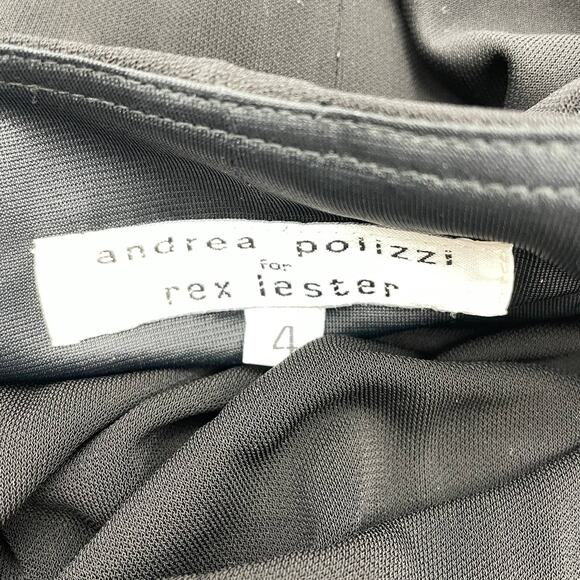 andrea polizzi
for
rex lester
4